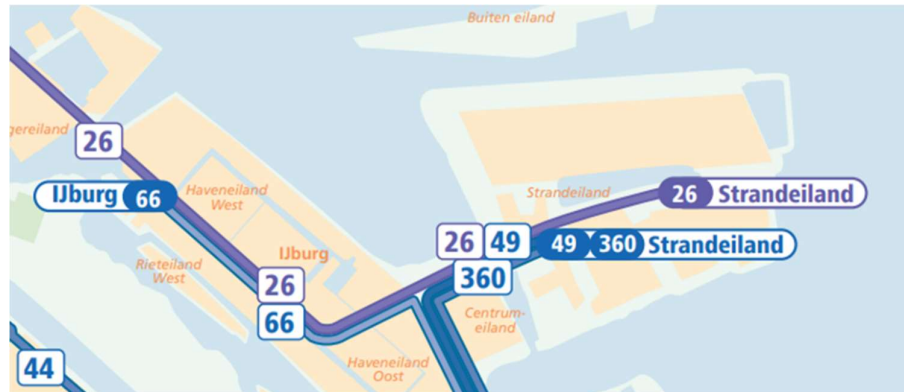 Buiten eiland
gereiland
26
IJburg 66
Haveneiland
West
Strandeiland
26 Strandeiland
26 49
49 360 Strandeiland
360
IJburg
Rieteiland
West
26
66
Centrum-
eiland
Haveneiland
Oost
44